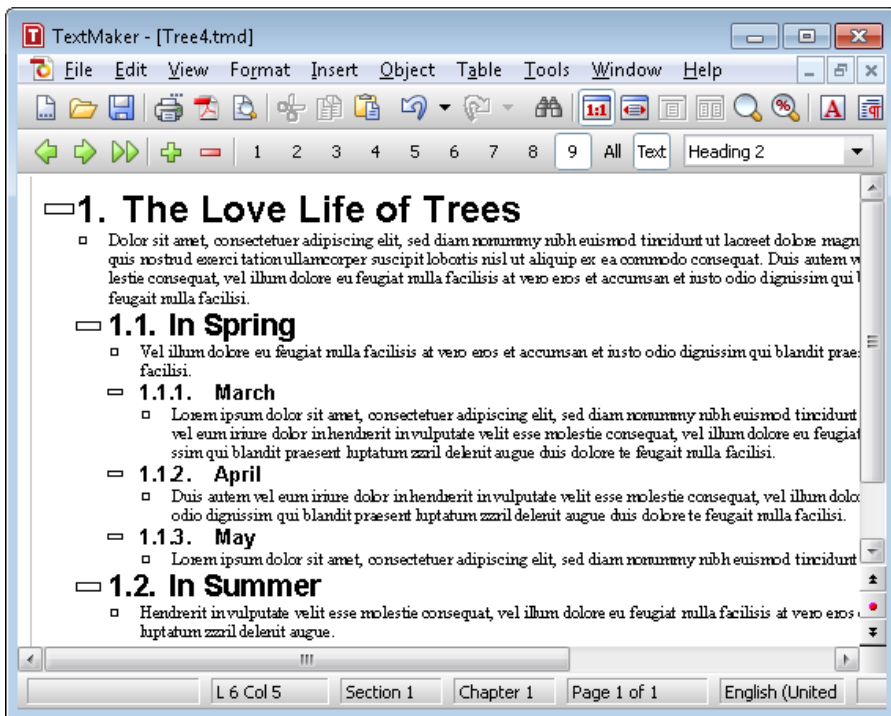 TextMaker - [Tree4.tmd]
File Edit View Format Insert Object Table Tools Window Help
1:1 % A
1 2 3 4 5 6 7 8 9 All Text Heading 2
1. The Love Life of Trees
Dolor sit amet, consectetuer adipiscing elit, sed diam nonummy nibh euismod tincidunt ut laoreet dolore magn
quis nostrud exerci tation ullamcorper suscipit lobortis nisl ut aliquip ex ea commodo consequat. Duis autem v
lestie consequat, vel illum dolore eu feugiat nulla facilisis at vero eros et accumsan et iusto odio dignissim qui b
feugait nulla facilisi.
1.1. In Spring
Vel illum dolore eu feugiat nulla facilisis at vero eros et accumsan et iusto odio dignissim qui blandit prae
facilisi.
1.1.1. March
Lorem ipsum dolor sit amet, consectetuer adipiscing elit, sed diam nonummy nibh euismod tincidunt
vel eum iriure dolor in hendrerit in vulputate velit esse molestie consequat, vel illum dolore eu feugiat
ssim qui blandit praesent luptatum zzril delenit augue duis dolore te feugait nulla facilisi.
1.1.2. April
Duis autem vel eum iriure dolor in hendrerit in vulputate velit esse molestie consequat, vel illum dolo
odio dignissim qui blandit praesent luptatum zzril delenit augue duis dolore te feugait nulla facilisi.
1.1.3. May
Lorem ipsum dolor sit amet, consectetuer adipiscing elit, sed diam nonummy nibh euismod tincidunt
1.2. In Summer
Hendrerit in vulputate velit esse molestie consequat, vel illum dolore eu feugiat nulla facilisis at vero eros
luptatum zzril delenit augue.
L 6 Col 5 Section 1 Chapter 1 Page 1 of 1 English (United